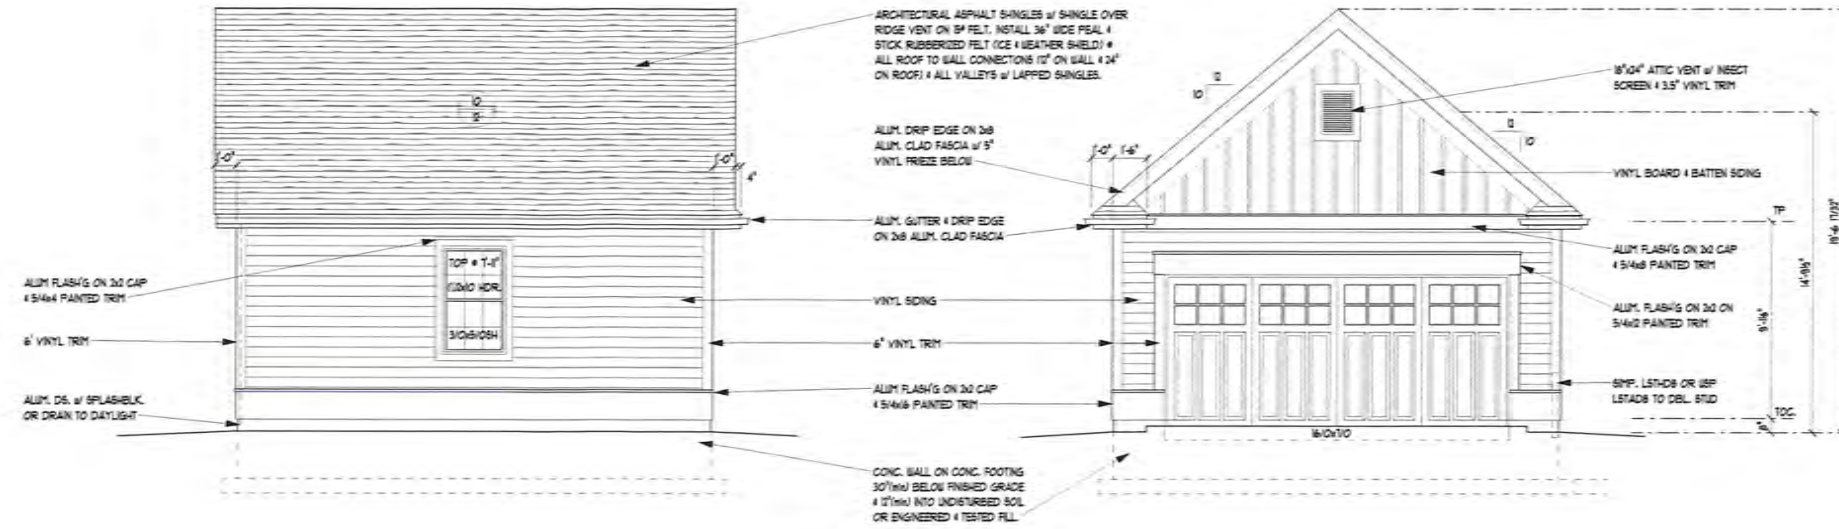 ARCHITECTURAL ASPHALT SHINGLES w/ SHINGLE OVER
RIDGE VENT ON 15# FELT. INSTALL 36" WIDE PEAL &
STICK RUBBERIZED FELT (ICE & WEATHER SHIELD) @
ALL ROOF TO WALL CONNECTIONS (12" ON WALL & 24"
ON ROOF) & ALL VALLEYS w/ LAPPED SHINGLES.
10
12
1'-0"
1'-0"
4"
ALUM. DRIP EDGE ON 2x8
ALUM. CLAD FASCIA w/ 5"
VINYL FRIEZE BELOW
ALUM. GUTTER & DRIP EDGE
ON 2x8 ALUM. CLAD FASCIA
ALUM FLASH'G ON 2x2 CAP
& 5/4x4 PAINTED TRIM
TOP @ 7'-11"
(1)2x10 HDR.
3/0x5/0SH
VINYL SIDING
6' VINYL TRIM
6" VINYL TRIM
ALUM. DS. w/ SPLASHBLK.
OR DRAIN TO DAYLIGHT
ALUM FLASH'G ON 2x2 CAP
& 5/4x16 PAINTED TRIM
CONC. WALL ON CONC. FOOTING
30"(min) BELOW FINISHED GRADE
& 12"(min) INTO UNDISTURBED SOIL
OR ENGINEERED & TESTED FILL.
12
10
12
10
1'-0"
1'-6"
18"x24" ATTIC VENT w/ INSECT
SCREEN & 3.5" VINYL TRIM
VINYL BOARD & BATTEN SIDING
T.P.
ALUM FLASH'G ON 2x2 CAP
& 5/4x8 PAINTED TRIM
ALUM. FLASH'G ON 2x2 ON
5/4x12 PAINTED TRIM
SIMP. LSTHD8 OR USP
LSTAD8 TO DBL. STUD
T.O.C.
16/0x7/0
8"